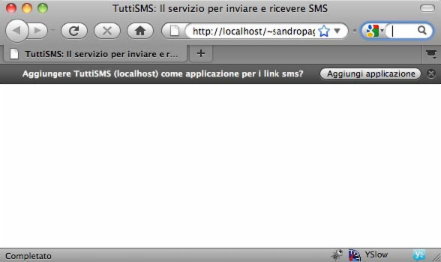 TuttiSMS: Il servizio per inviare e ricevere SMS
http://localhost/~sandropag
TuttiSMS: Il servizio per inviare e r...
Aggiungere TuttiSMS (localhost) come applicazione per i link sms? Aggiungi applicazione
Completato YSlow